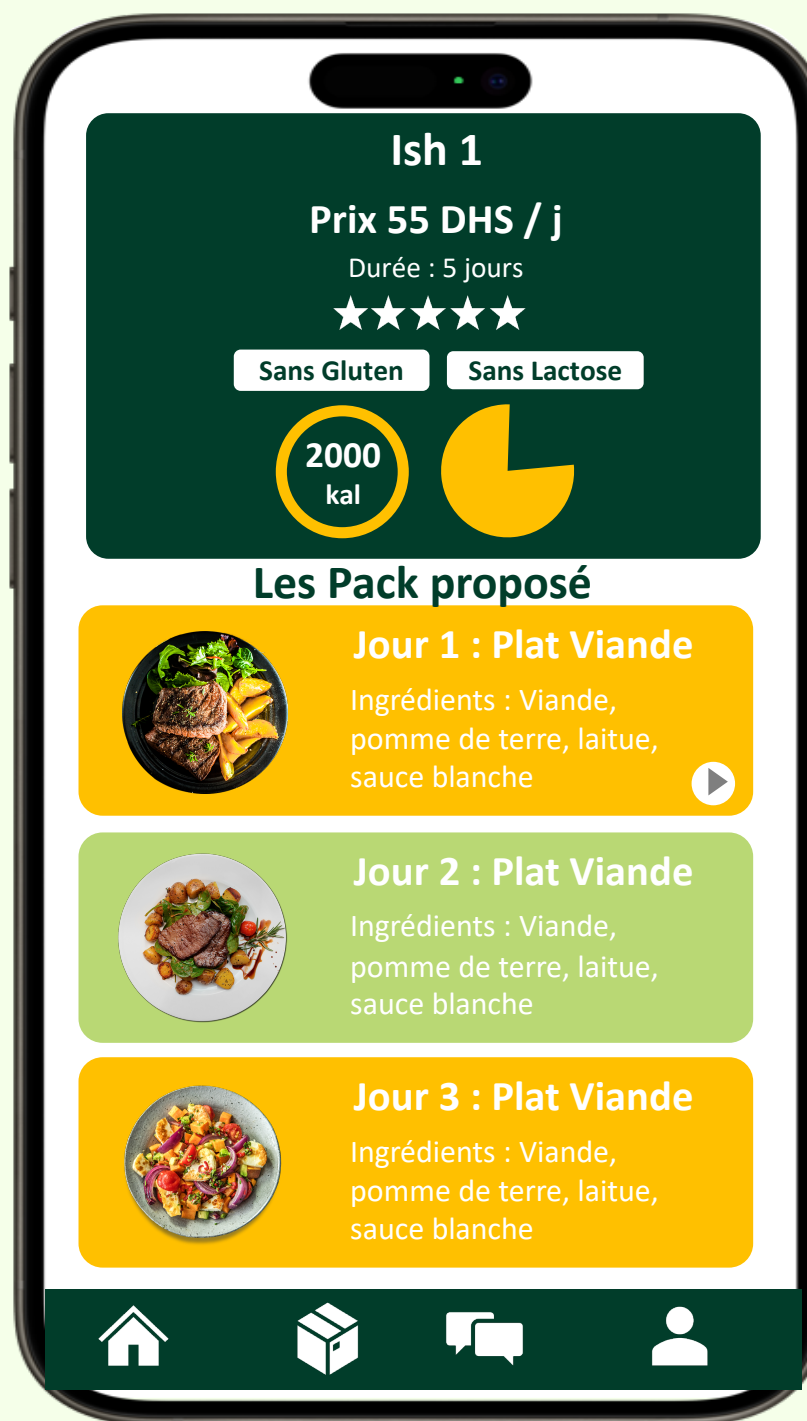 Ish 1
Prix 55 DHS / j
Durée : 5 jours
Sans Gluten
Sans Lactose
2000
kal
Les Pack proposé
Jour 1 : Plat Viande
Ingrédients : Viande,
pomme de terre, laitue,
sauce blanche
Jour 2 : Plat Viande
Ingrédients : Viande,
pomme de terre, laitue,
sauce blanche
Jour 3 : Plat Viande
Ingrédients : Viande,
pomme de terre, laitue,
sauce blanche